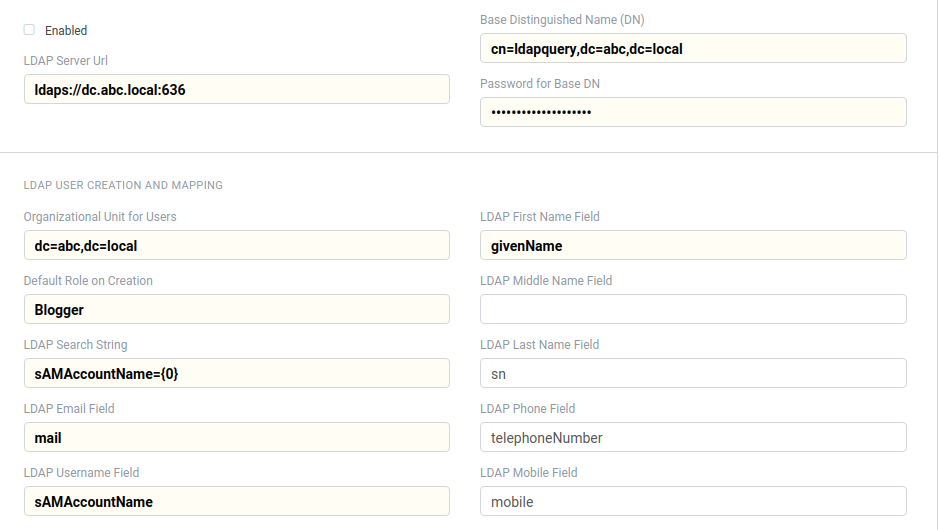 Enabled
LDAP Server Url
ldaps://dc.abc.local:636
Base Distinguished Name (DN)
cn=ldapquery,dc=abc,dc=local
Password for Base DN
••••••••••••••••••••
LDAP USER CREATION AND MAPPING
Organizational Unit for Users
dc=abc,dc=local
Default Role on Creation
Blogger
LDAP Search String
sAMAccountName={0}
LDAP Email Field
mail
LDAP Username Field
sAMAccountName
LDAP First Name Field
givenName
LDAP Middle Name Field
LDAP Last Name Field
sn
LDAP Phone Field
telephoneNumber
LDAP Mobile Field
mobile